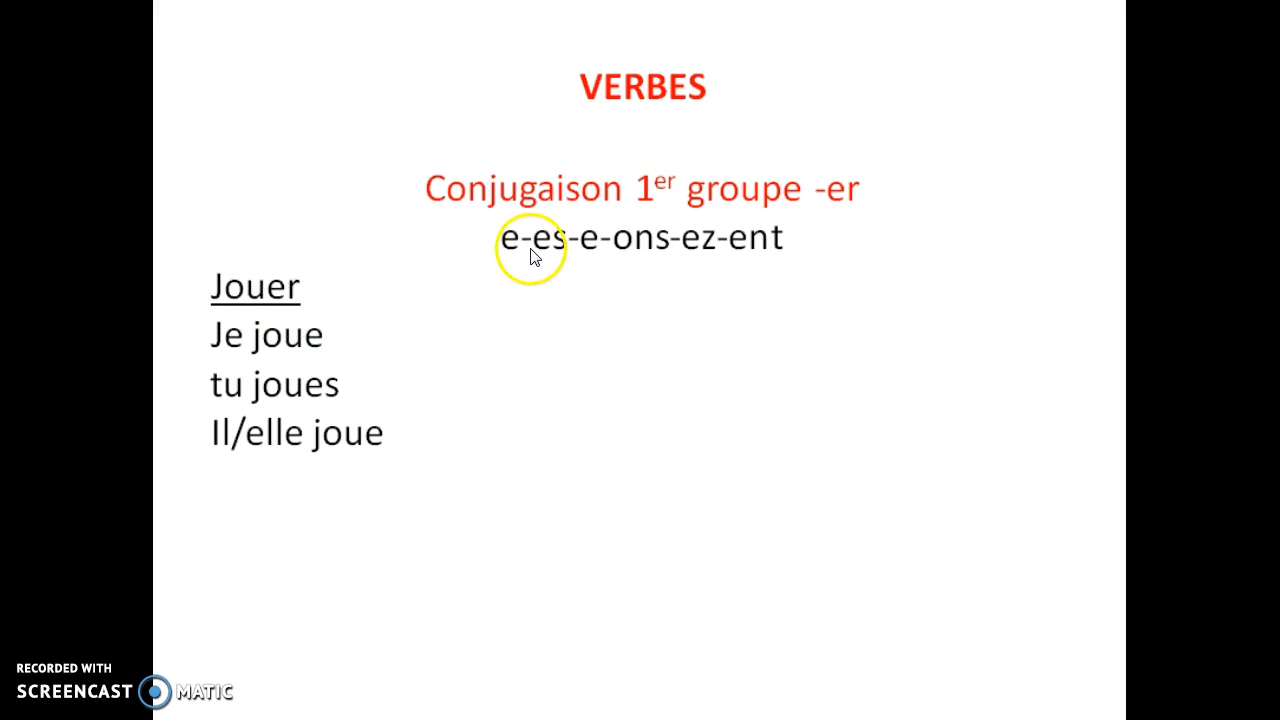 VERBES
Conjugaison 1er groupe -er
e-es-e-ons-ez-ent
Jouer
Je joue
tu joues
Il/elle joue
RECORDED WITH
SCREENCAST MATIC